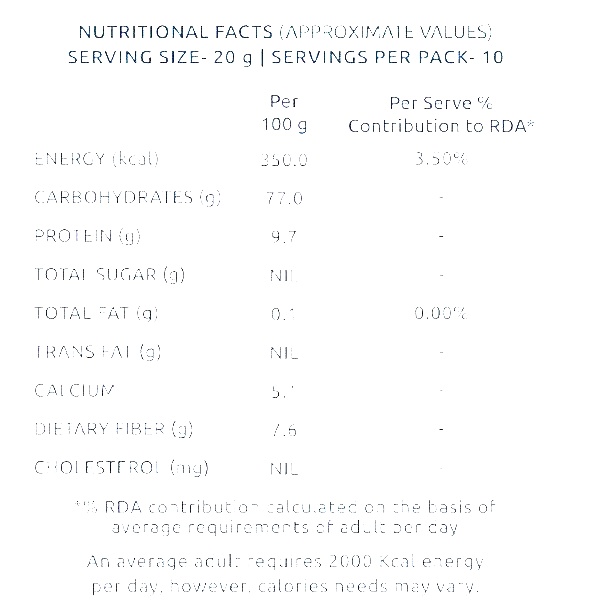 NUTRITIONAL FACTS (APPROXIMATE VALUES)
SERVING SIZE- 20 g | SERVINGS PER PACK- 10
Per 100 g Per Serve % Contribution to RDA*
ENERGY (kcal) 350.0 3.50%
CARBOHYDRATES (g) 77.0 -
PROTEIN (g) 9.7 -
TOTAL SUGAR (g) NIL -
TOTAL FAT (g) 0.1 0.00%
TRANS FAT (g) NIL -
CALCIUM 5.1 -
DIETARY FIBER (g) 7.6 -
CHOLESTEROL (mg) NIL -
*% RDA contribution calculated on the basis of
average requirements of adult per day
An average adult requires 2000 Kcal energy
per day, however, calories needs may vary.